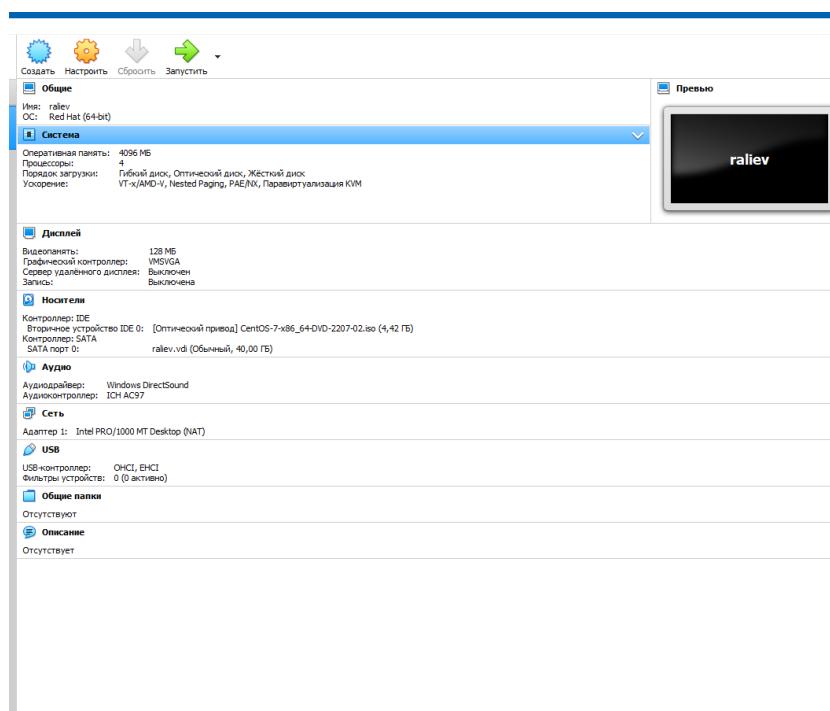 Создать Настроить Сбросить Запустить
Общие
Имя: raliev
ОС: Red Hat (64-bit)
Система
Оперативная память: 4096 МБ
Процессоры: 4
Порядок загрузки: Гибкий диск, Оптический диск, Жёсткий диск
Ускорение: VT-x/AMD-V, Nested Paging, PAE/NX, Паравиртуализация KVM
Превью
raliev
Дисплей
Видеопамять: 128 МБ
Графический контроллер: VMSVGA
Сервер удалённого дисплея: Выключен
Запись: Выключена
Носители
Контроллер: IDE
Вторичное устройство IDE 0: [Оптический привод] CentOS-7-x86_64-DVD-2207-02.iso (4,42 ГБ)
Контроллер: SATA
SATA порт 0: raliev.vdi (Обычный, 40,00 ГБ)
Аудио
Аудиодрайвер: Windows DirectSound
Аудиоконтроллер: ICH AC97
Сеть
Адаптер 1: Intel PRO/1000 MT Desktop (NAT)
USB
USB-контроллер: OHCI, EHCI
Фильтры устройств: 0 (0 активно)
Общие папки
Отсутствуют
Описание
Отсутствует